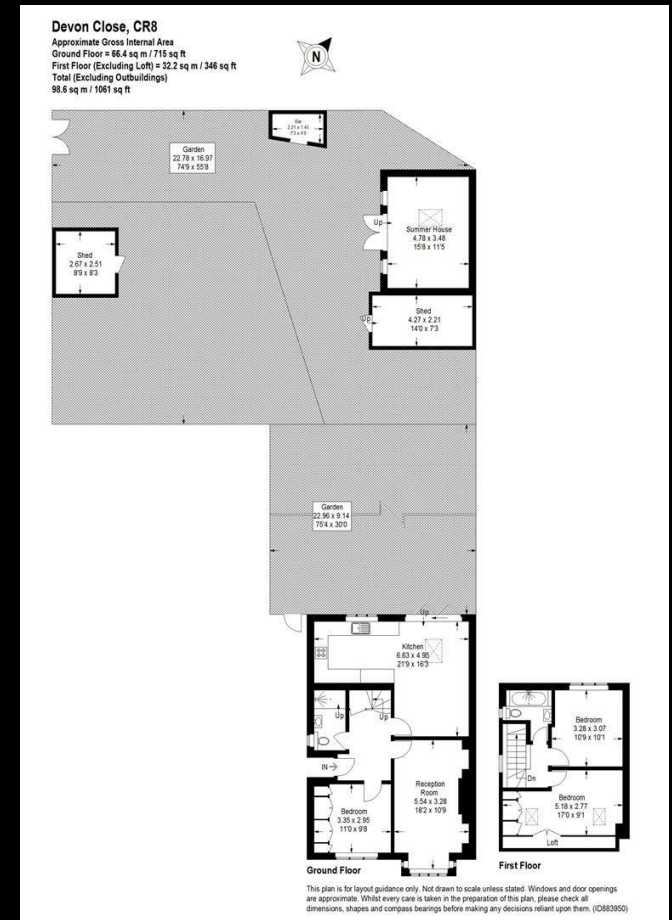 Devon Close, CR8
Approximate Gross Internal Area
Ground Floor = 66.4 sq m / 715 sq ft
First Floor (Excluding Loft) = 32.2 sq m / 346 sq ft
Total (Excluding Outbuildings)
98.6 sq m / 1061 sq ft
N
Bar
Garden
22.78 x 16.97
74'9 x 55'8
Up
Summer House
4.78 x 3.48
15'8 x 11'5
Shed
2.67 x 2.51
8'9 x 8'3
Up
Shed
4.27 x 2.21
14'0 x 7'3
Garden
22.96 x 9.14
75'4 x 30'0
Up
Kitchen
6.63 x 4.95
21'9 x 16'3
Up
Up
IN
Reception
Room
5.54 x 3.28
18'2 x 10'9
Bedroom
3.35 x 2.95
11'0 x 9'8
Ground Floor
Bedroom
3.28 x 3.07
10'9 x 10'1
Dn
Bedroom
5.18 x 2.77
17'0 x 9'1
Loft
First Floor
This plan is for layout guidance only. Not drawn to scale unless stated. Windows and door openings
are approximate. Whilst every care is taken in the preparation of this plan, please check all
dimensions, shapes and compass bearings before making any decisions reliant upon them. (ID883950)